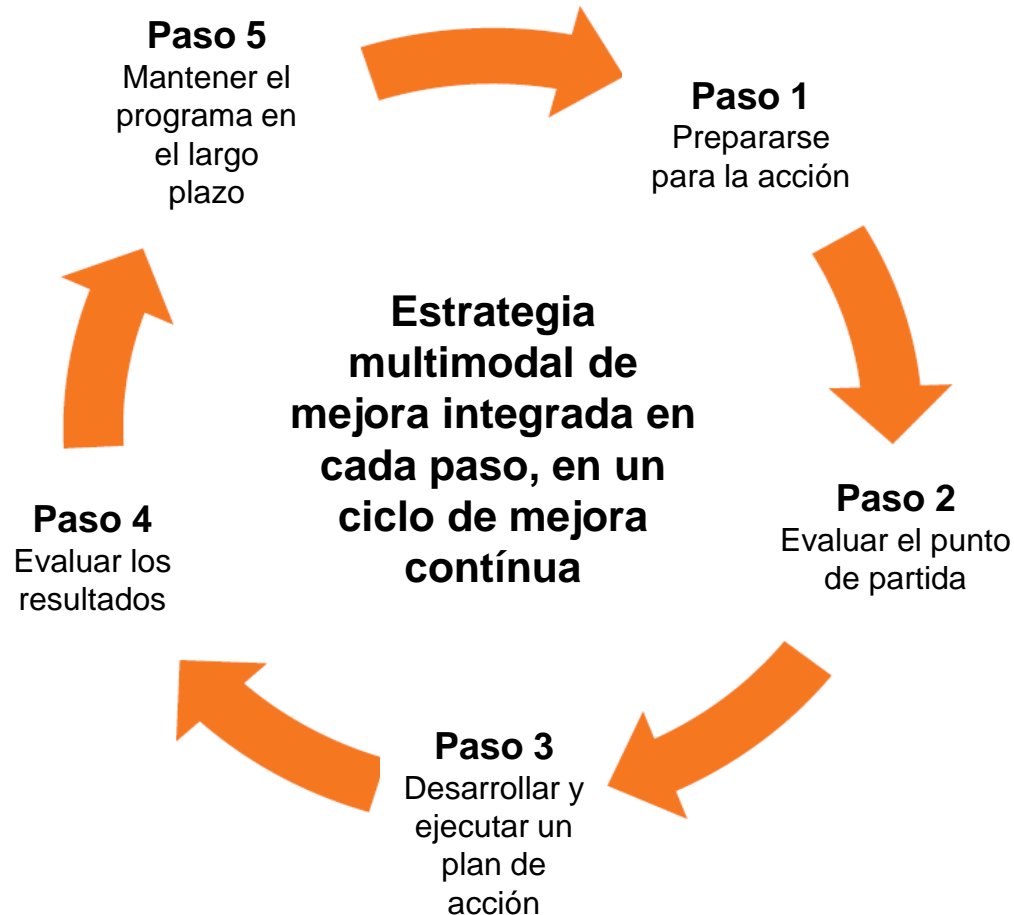 Paso 5
Mantener el
programa en
el largo
plazo
Paso 1
Prepararse
para la acción
Estrategia
multimodal de
mejora integrada en
cada paso, en un
ciclo de mejora
contínua
Paso 2
Evaluar el punto
de partida
Paso 4
Evaluar los
resultados
Paso 3
Desarrollar y
ejecutar un
plan de
acción